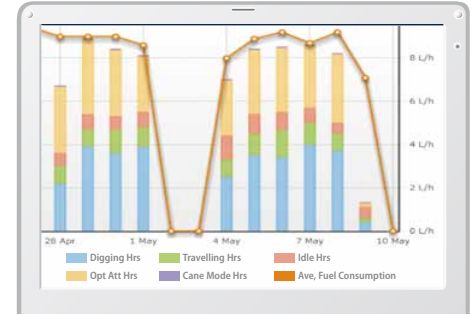 8 L/h
6 L/h
4 L/h
2 L/h
0 L/h
28 Apr 1 May 4 May 7 May 10 May
Digging Hrs Travelling Hrs Idle Hrs
Opt Att Hrs Cane Mode Hrs Ave, Fuel Consumption